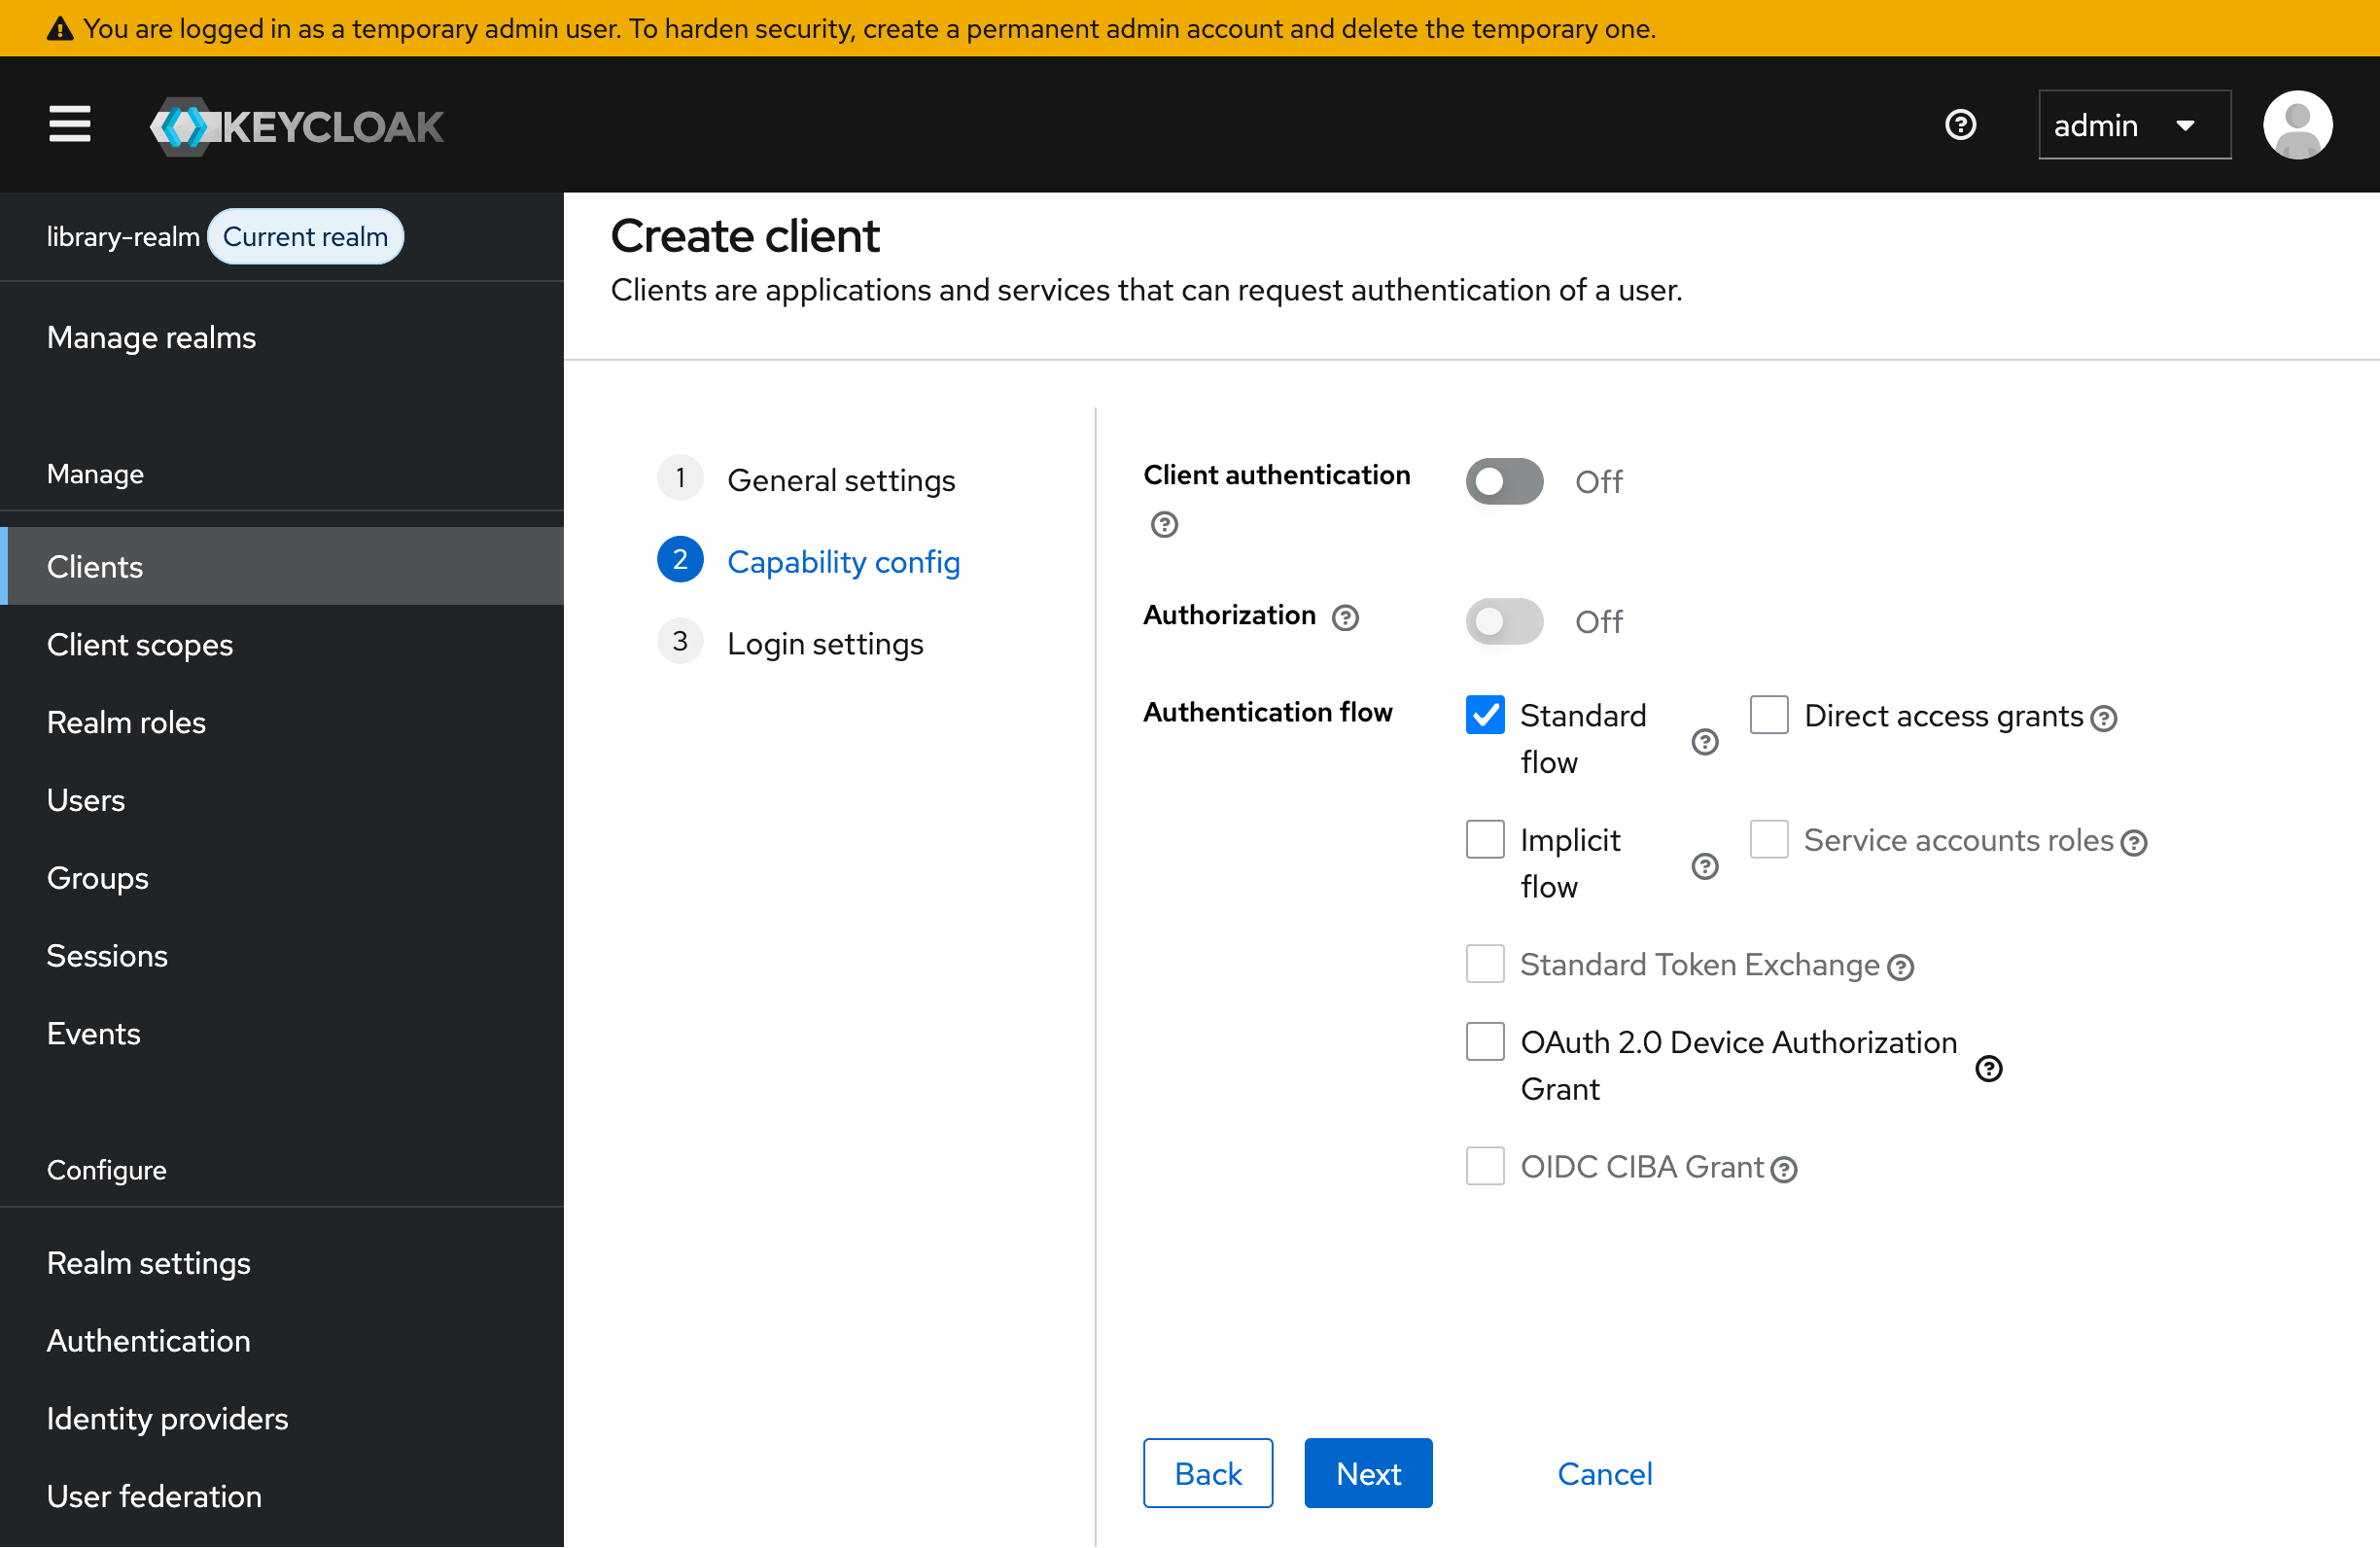 You are logged in as a temporary admin user. To harden security, create a permanent admin account and delete the temporary one.
KEYCLOAK
admin
library-realm Current realm
Manage realms
Manage
Clients
Client scopes
Realm roles
Users
Groups
Sessions
Events
Configure
Realm settings
Authentication
Identity providers
User federation
Create client
Clients are applications and services that can request authentication of a user.
1 General settings
2 Capability config
3 Login settings
Client authentication
Off
Authorization
Off
Authentication flow
Standard
flow
Direct access grants
Implicit
flow
Service accounts roles
Standard Token Exchange
OAuth 2.0 Device Authorization
Grant
OIDC CIBA Grant
Back
Next
Cancel